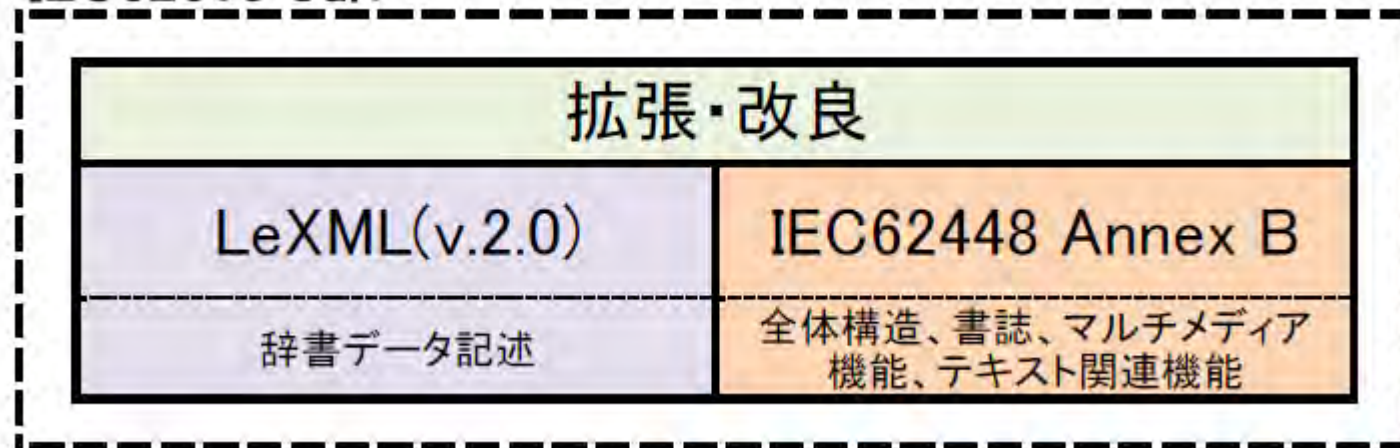 拡張・改良
LeXML(v.2.0)
IEC62448 Annex B
辞書データ記述
全体構造、書誌、マルチメディア
機能、テキスト関連機能